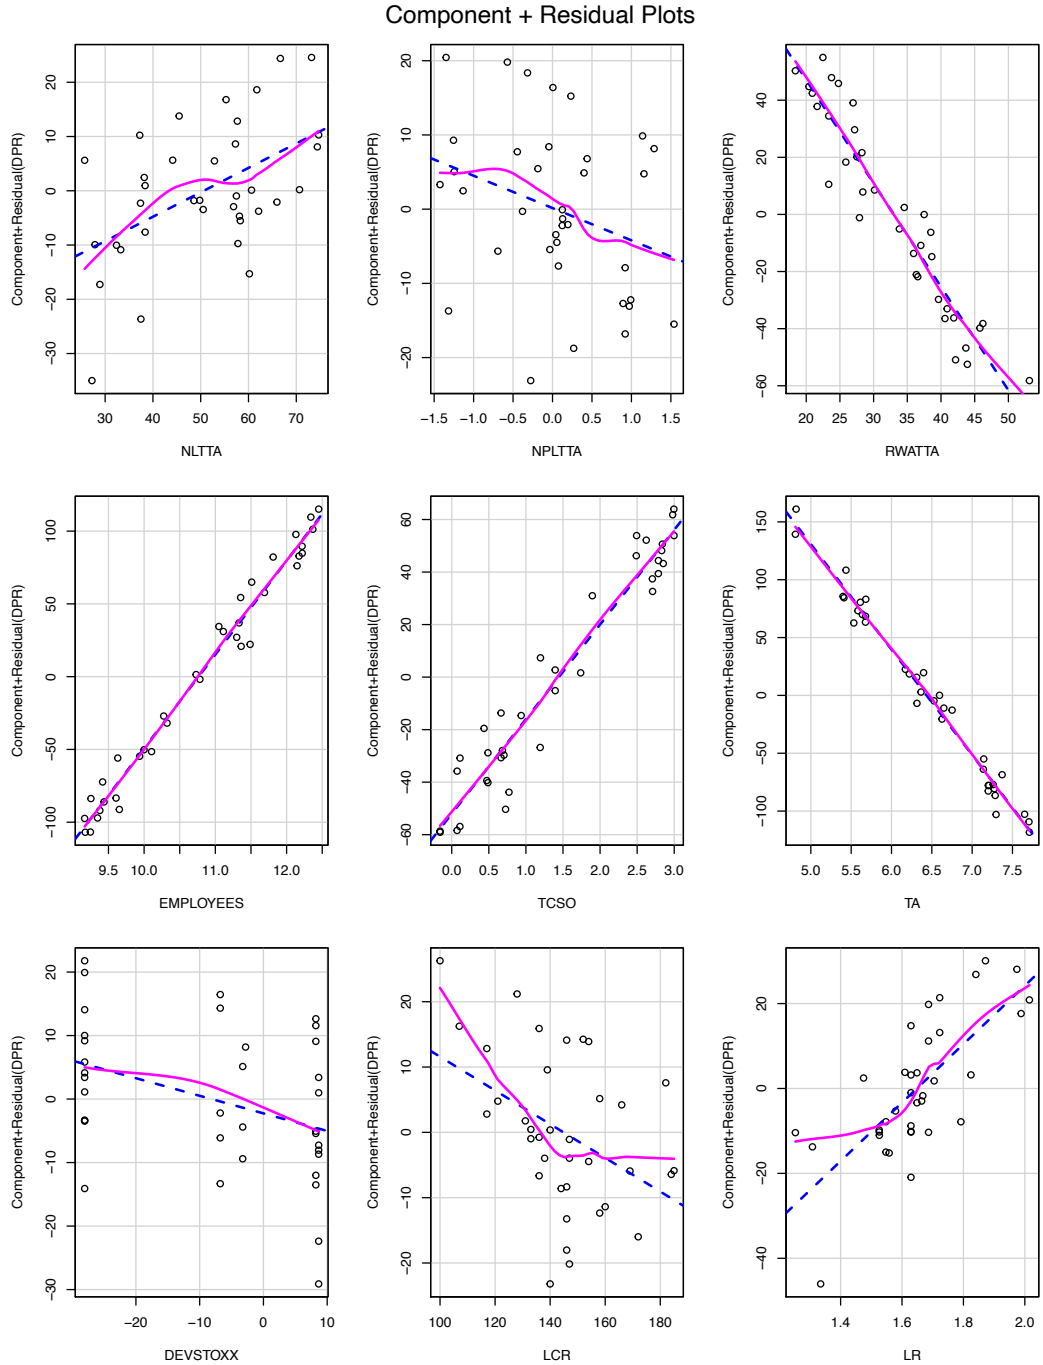 Component + Residual Plots
Component+Residual(DPR)
20
10
0
−10
−20
−30
30 40 50 60 70
NLTTA
Component+Residual(DPR)
20
10
0
−10
−20
−1.5 −1.0 −0.5 0.0 0.5 1.0 1.5
NPLTTA
Component+Residual(DPR)
40
20
0
−20
−40
−60
20 25 30 35 40 45 50
RWATTA
Component+Residual(DPR)
100
50
0
−50
−100
9.5 10.0 11.0 12.0
EMPLOYEES
Component+Residual(DPR)
60
40
20
0
−20
−40
−60
0.0 0.5 1.0 1.5 2.0 2.5 3.0
TCSO
Component+Residual(DPR)
150
100
50
0
−50
−100
5.0 5.5 6.0 6.5 7.0 7.5
TA
Component+Residual(DPR)
20
10
0
−10
−20
−30
−20 −10 0 10
DEVSTOXX
Component+Residual(DPR)
20
10
0
−10
−20
100 120 140 160 180
LCR
Component+Residual(DPR)
20
0
−20
−40
1.4 1.6 1.8 2.0
LR